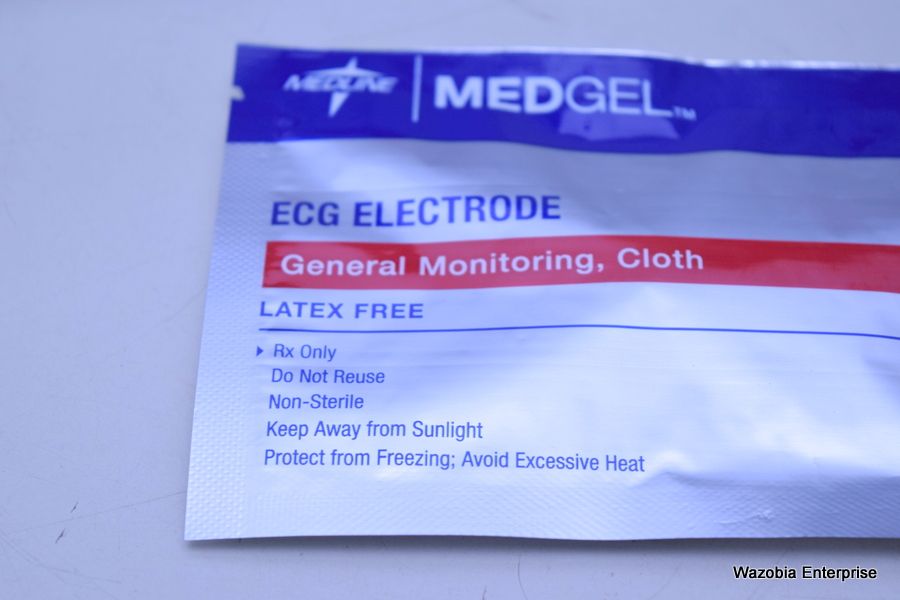 MEDLINE
MEDGEL™
ECG ELECTRODE
General Monitoring, Cloth
LATEX FREE
Rx Only
Do Not Reuse
Non-Sterile
Keep Away from Sunlight
Protect from Freezing; Avoid Excessive Heat
Wazobia Enterprise